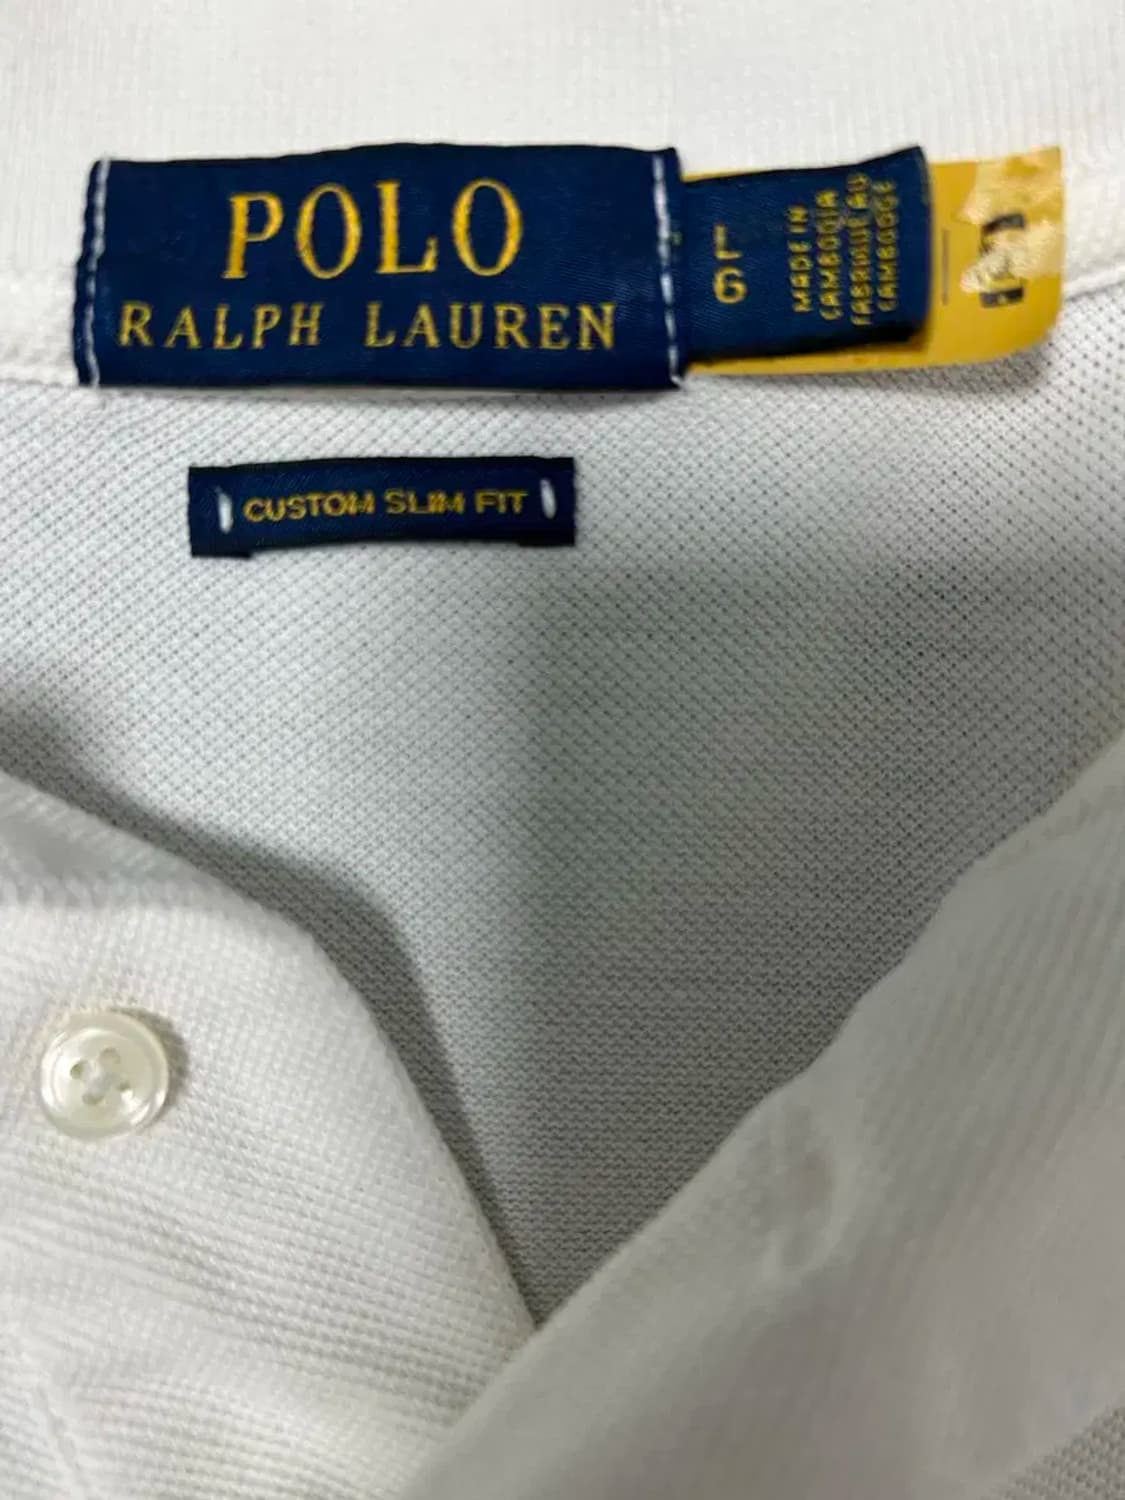 POLO
RALPH LAUREN
L
G
MADE IN
CAMBODIA
FABRIQUÉ AU
CAMBODGE
CUSTOM SLIM FIT